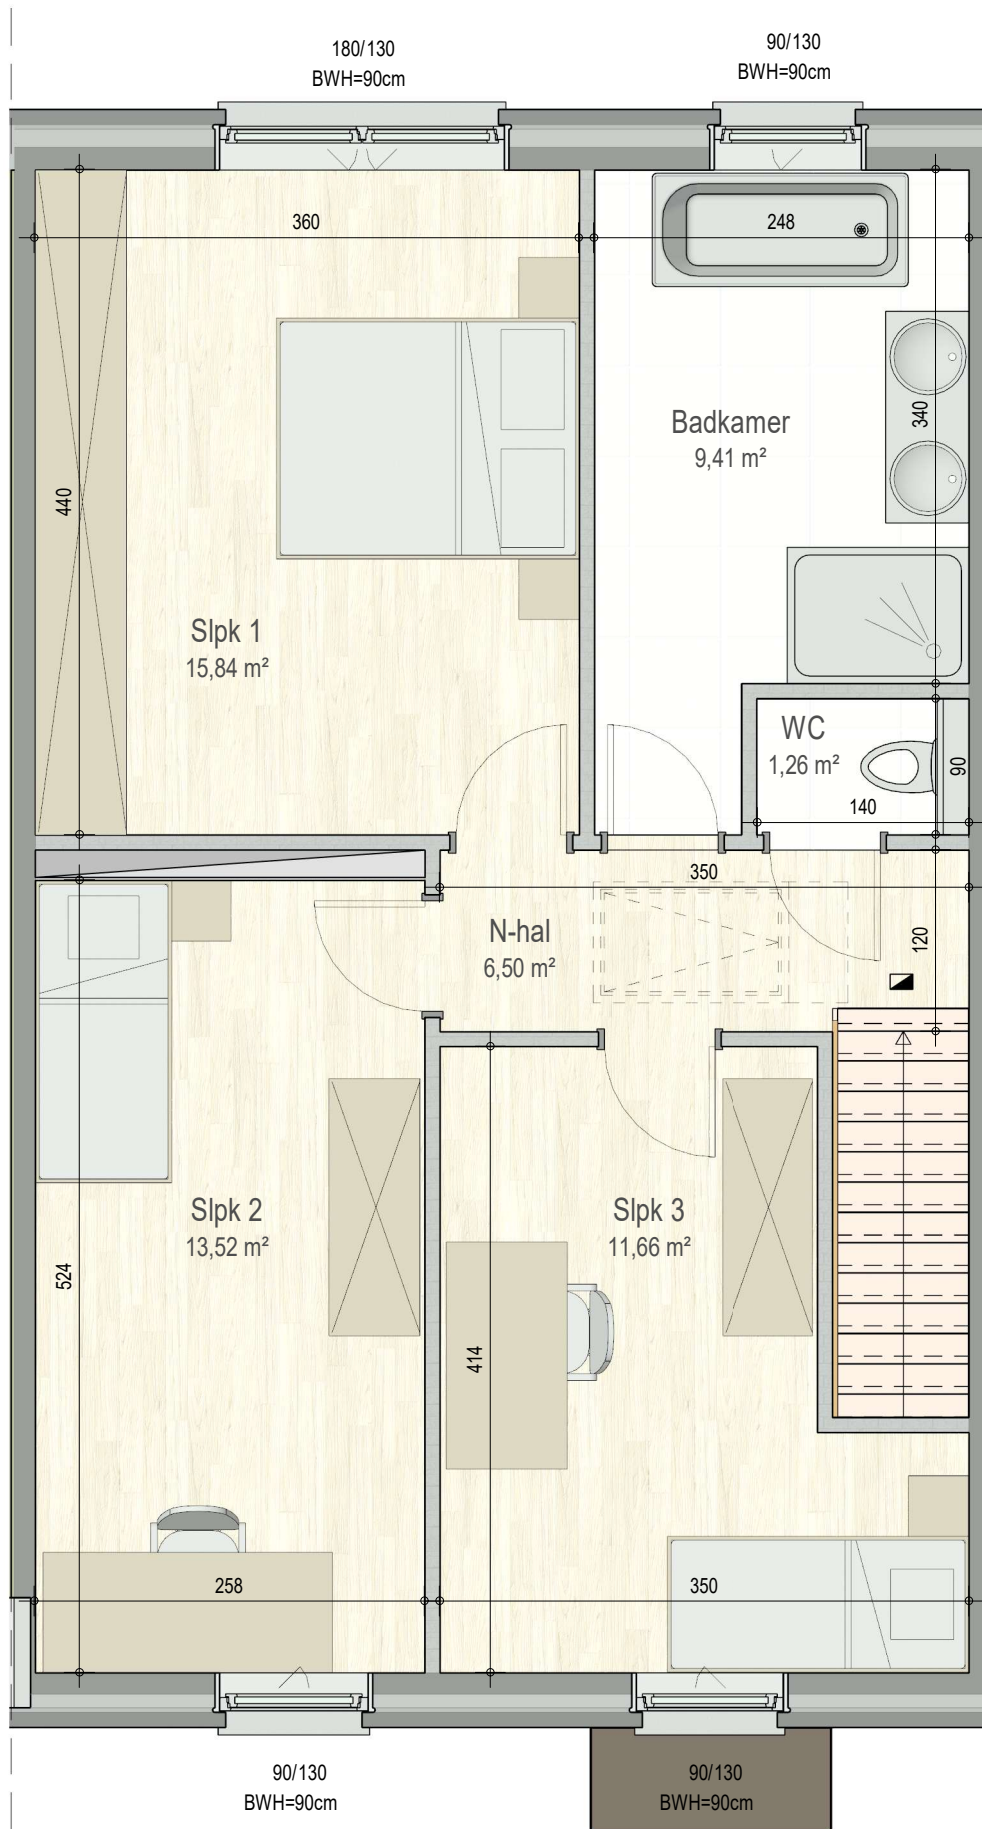 180/130
BWH=90cm
90/130
BWH=90cm
360
248
340
Badkamer
9,41 m²
440
Slpk 1
15,84 m²
WC
1,26 m²
90
140
350
N-hal
6,50 m²
120
Slpk 2
13,52 m²
Slpk 3
11,66 m²
524
414
258
350
90/130
BWH=90cm
90/130
BWH=90cm